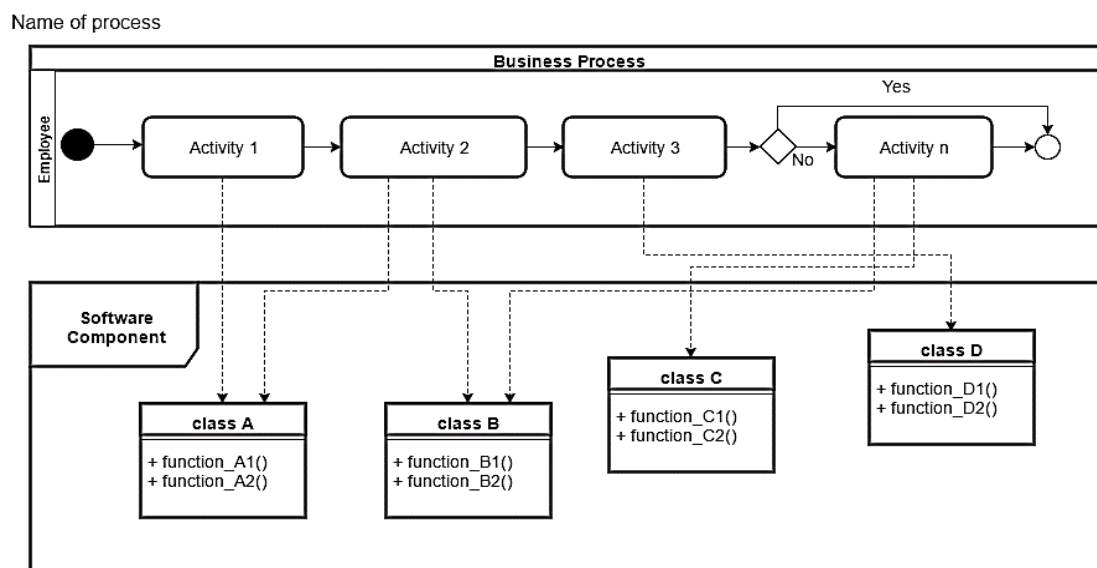 Name of process
Business Process
Employee
Yes
Activity 1
Activity 2
Activity 3
No
Activity n
Software
Component
class A
+ function_A1()
+ function_A2()
class B
+ function_B1()
+ function_B2()
class C
+ function_C1()
+ function_C2()
class D
+ function_D1()
+ function_D2()